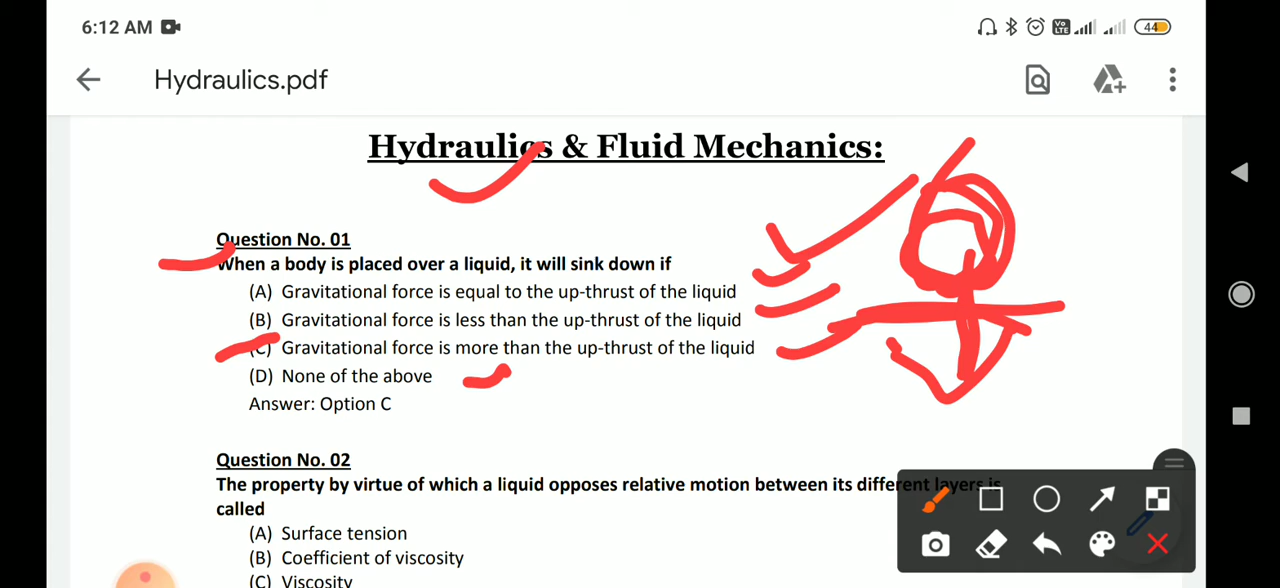 6:12 AM
Vo LTE
44
Hydraulics.pdf
Hydraulics & Fluid Mechanics:
Question No. 01
When a body is placed over a liquid, it will sink down if
(A) Gravitational force is equal to the up-thrust of the liquid
(B) Gravitational force is less than the up-thrust of the liquid
(C) Gravitational force is more than the up-thrust of the liquid
(D) None of the above
Answer: Option C
Question No. 02
The property by virtue of which a liquid opposes relative motion between its different layers is
called
(A) Surface tension
(B) Coefficient of viscosity
(C) Viscosity